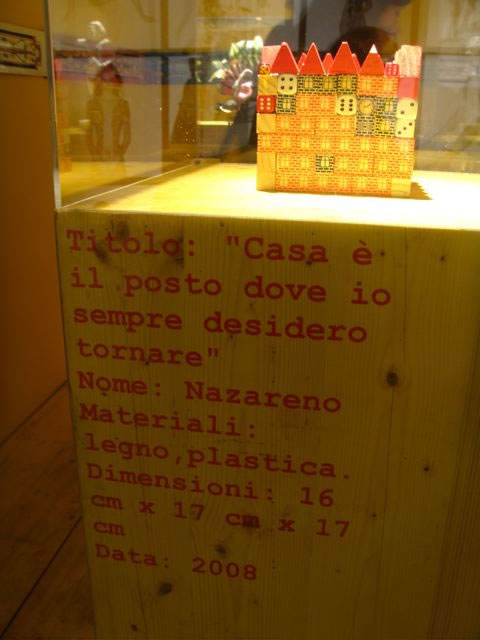 Titolo: "Casa è
il posto dove io
sempre desidero
tornare"
Nome: Nazareno
Materiali:
legno,plastica.
Dimensioni: 16
cm x 17 cm x 17
cm
Data: 2008